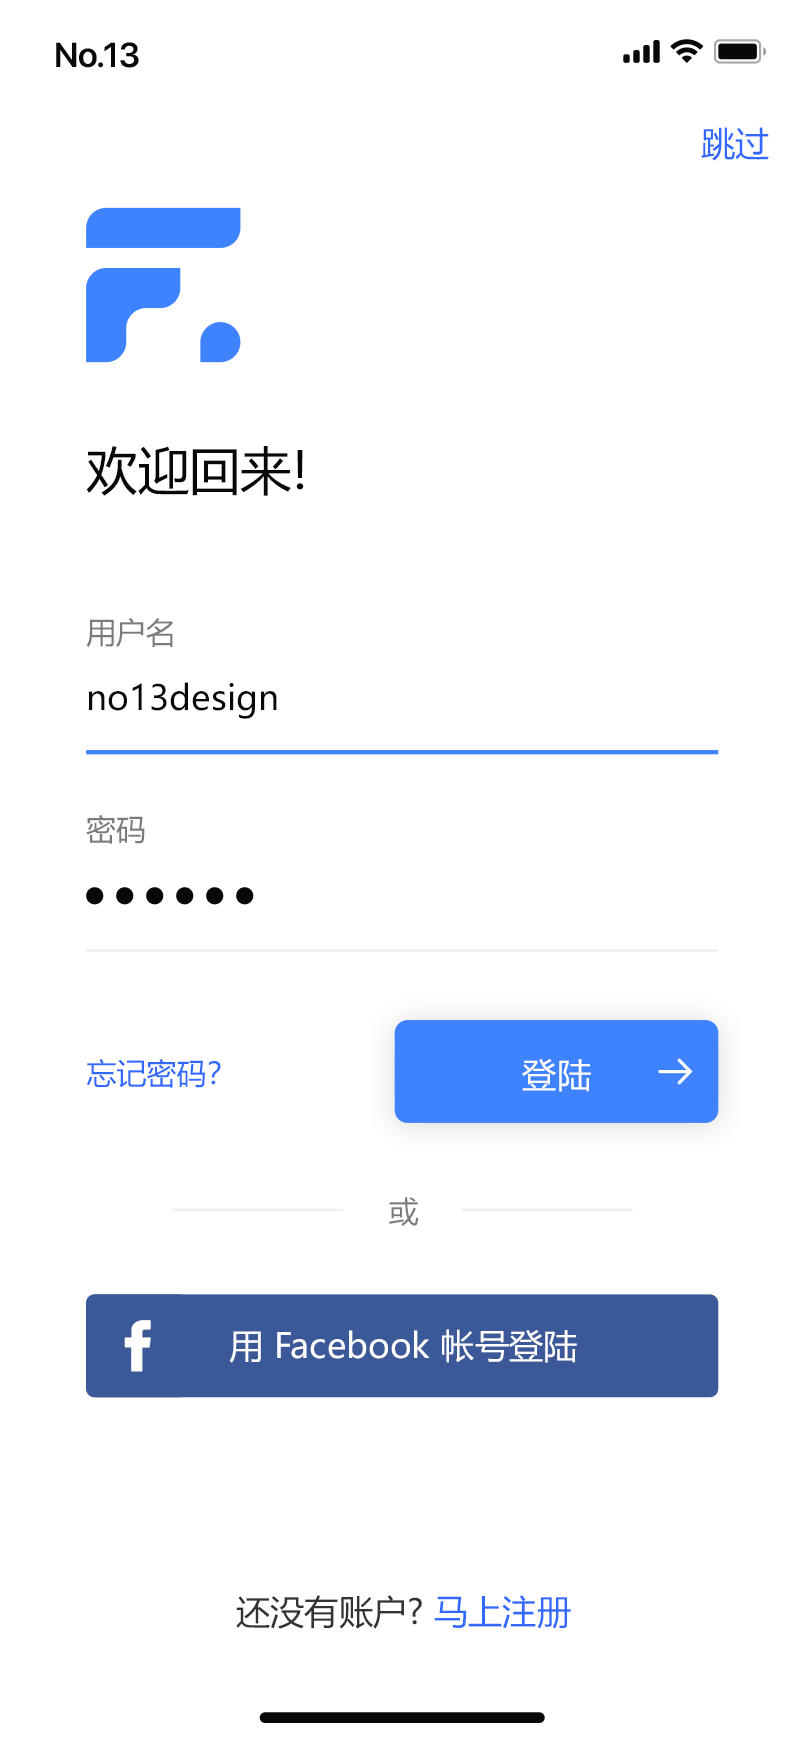 No.13
跳过
欢迎回来!
用户名
no13design
密码
●●●●●●
忘记密码?
登陆
或
用 Facebook 帐号登陆
还没有账户? 马上注册